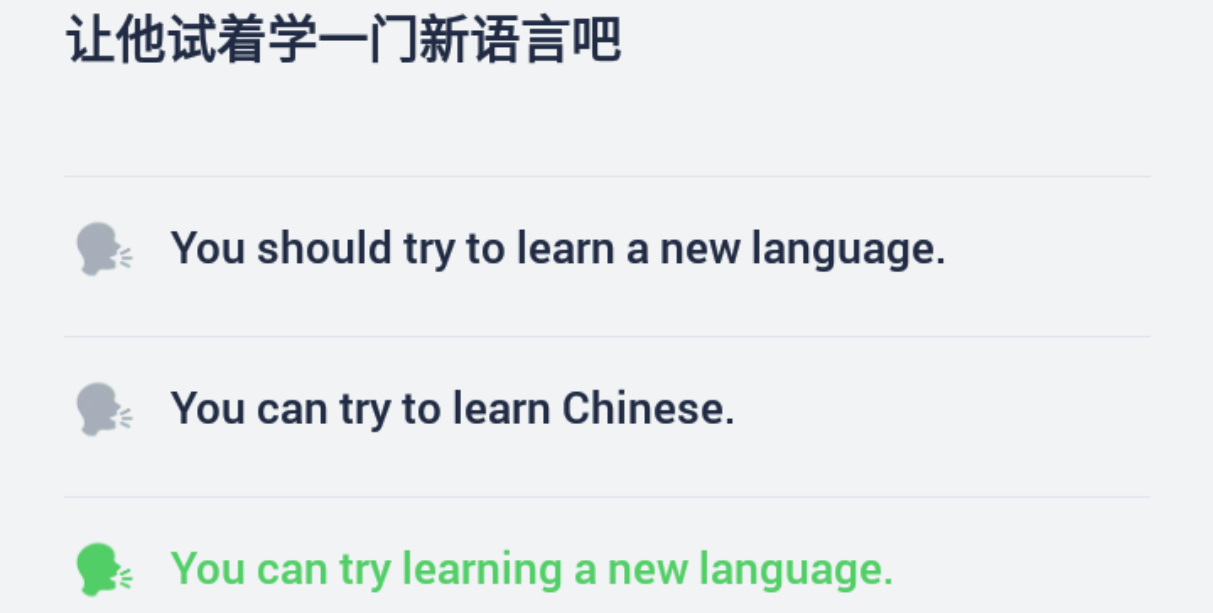 让他试着学一门新语言吧
You should try to learn a new language.
You can try to learn Chinese.
You can try learning a new language.